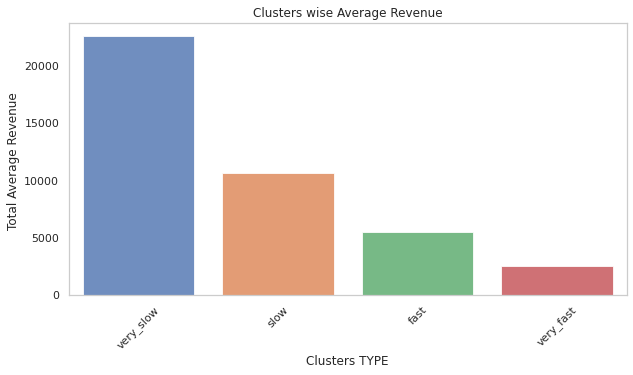 Clusters wise Average Revenue
Total Average Revenue
20000
15000
10000
5000
0
very_slow
slow
fast
very_fast
Clusters TYPE